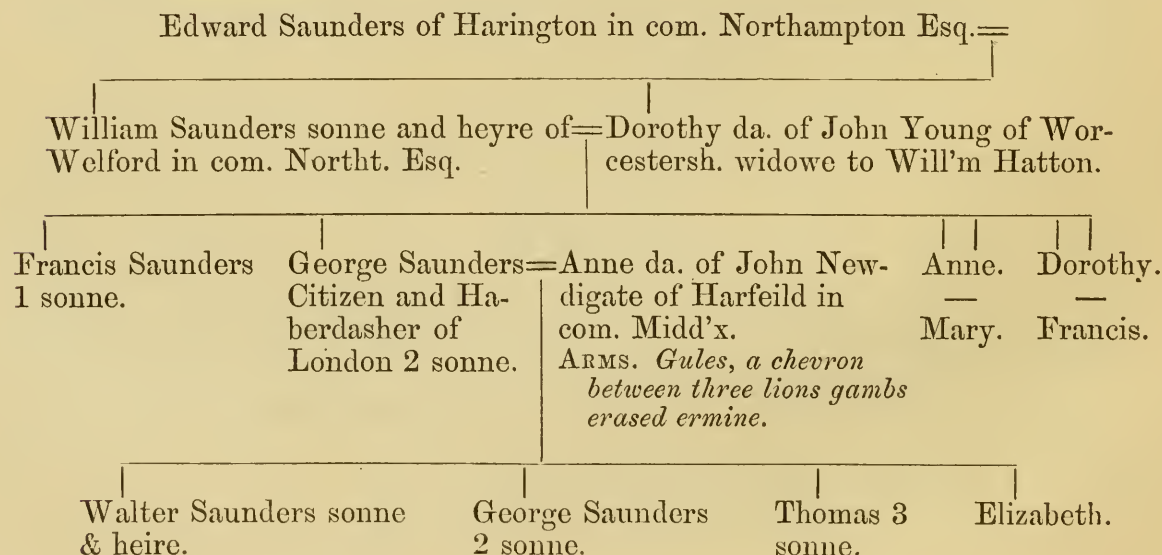 Edward Saunders of Harington in com. Northampton Esq.=
William Saunders sonne and heyre of=Dorothy da. of John Young of Wor-
Welford in com. Northt. Esq.
cestersh. widowe to Will'm Hatton.
Francis Saunders
1 sonne.
George Saunders=Anne da. of John New-
Citizen and Ha-
berdasher of
London 2 sonne.
digate of Harfeild in
com. Midd'x.
ARMS. Gules, a chevron
between three lions gambs
erased ermine.
Anne.
—
Mary.
Dorothy.
—
Francis.
Walter Saunders sonne
& heire.
George Saunders
2 sonne.
Thomas 3
sonne.
Elizabeth.